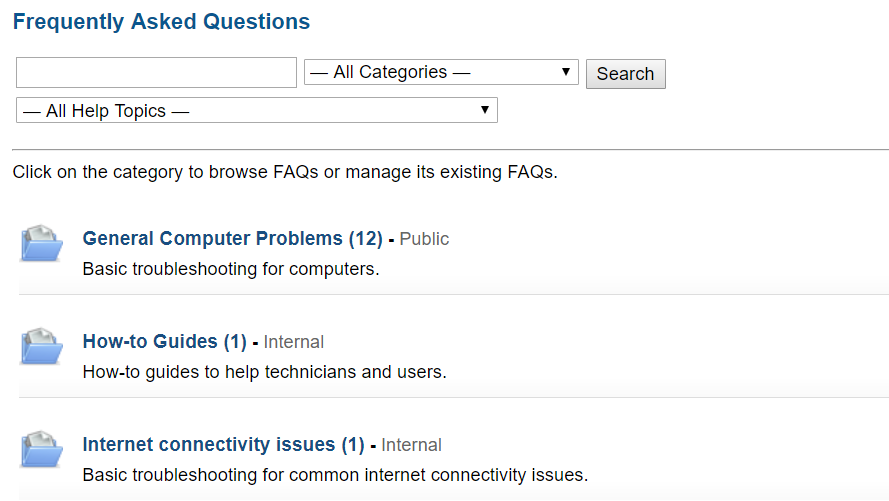 Frequently Asked Questions
— All Categories —
Search
— All Help Topics —
Click on the category to browse FAQs or manage its existing FAQs.
General Computer Problems (12) - Public
Basic troubleshooting for computers.
How-to Guides (1) - Internal
How-to guides to help technicians and users.
Internet connectivity issues (1) - Internal
Basic troubleshooting for common internet connectivity issues.